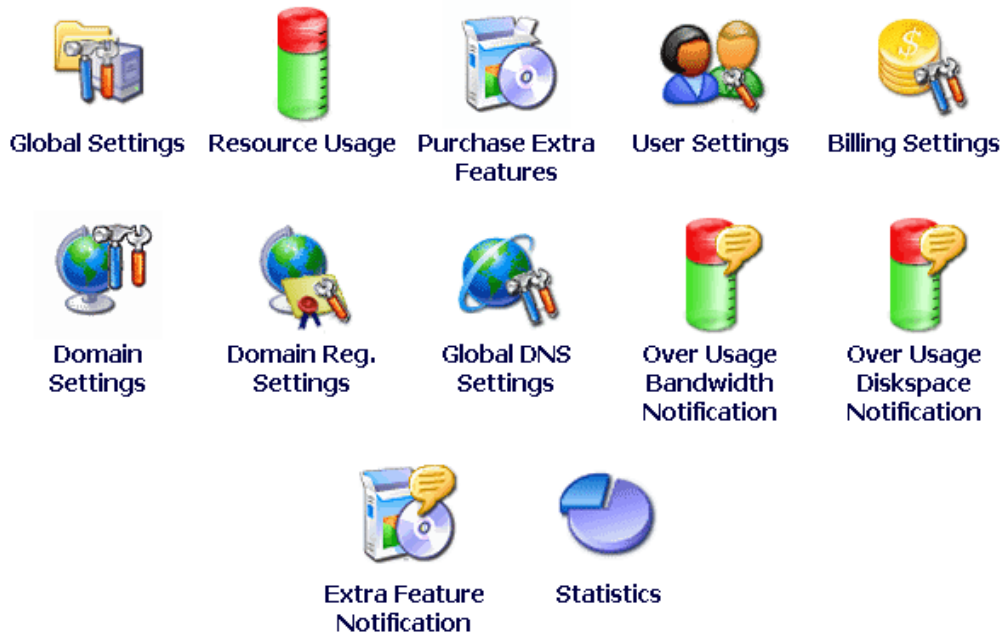 Global Settings
Resource Usage
Purchase Extra
Features
User Settings
Billing Settings
Domain
Settings
Domain Reg.
Settings
Global DNS
Settings
Over Usage
Bandwidth
Notification
Over Usage
Diskspace
Notification
Extra Feature
Notification
Statistics